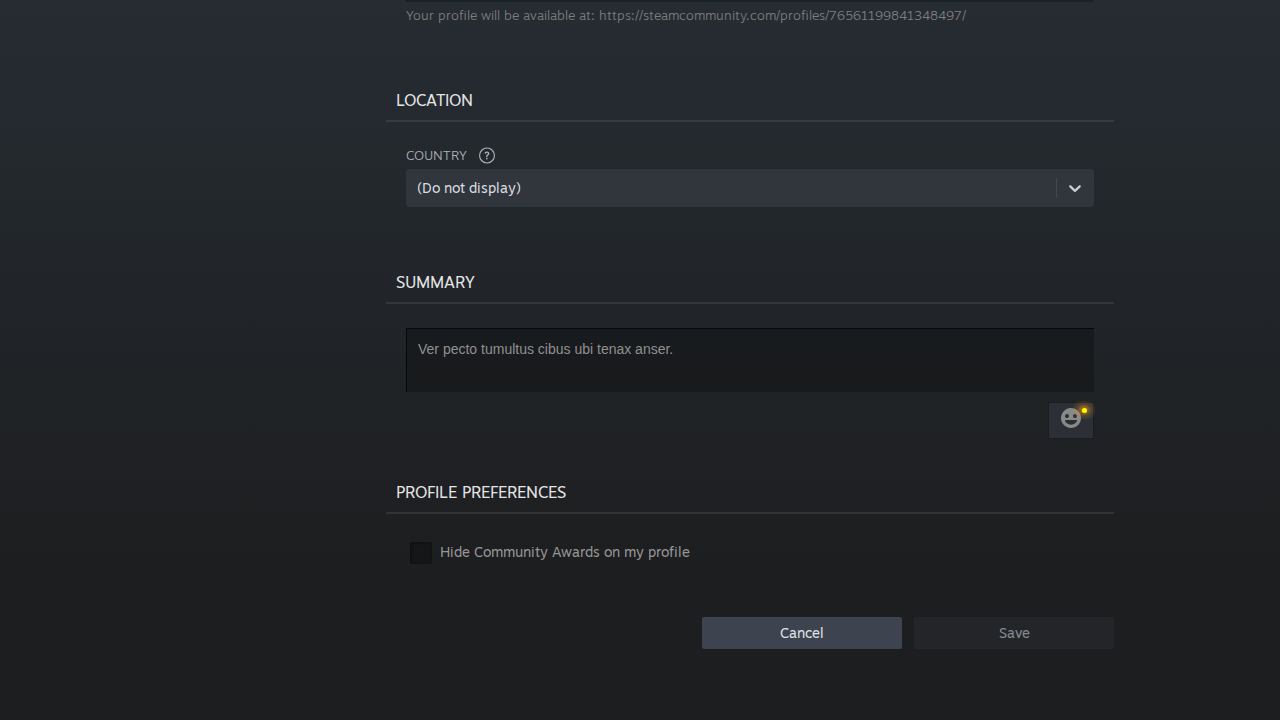 Your profile will be available at: https://steamcommunity.com/profiles/76561199841348497/
LOCATION
COUNTRY ?
(Do not display)
SUMMARY
Ver pecto tumultus cibus ubi tenax anser.
PROFILE PREFERENCES
Hide Community Awards on my profile
Cancel Save